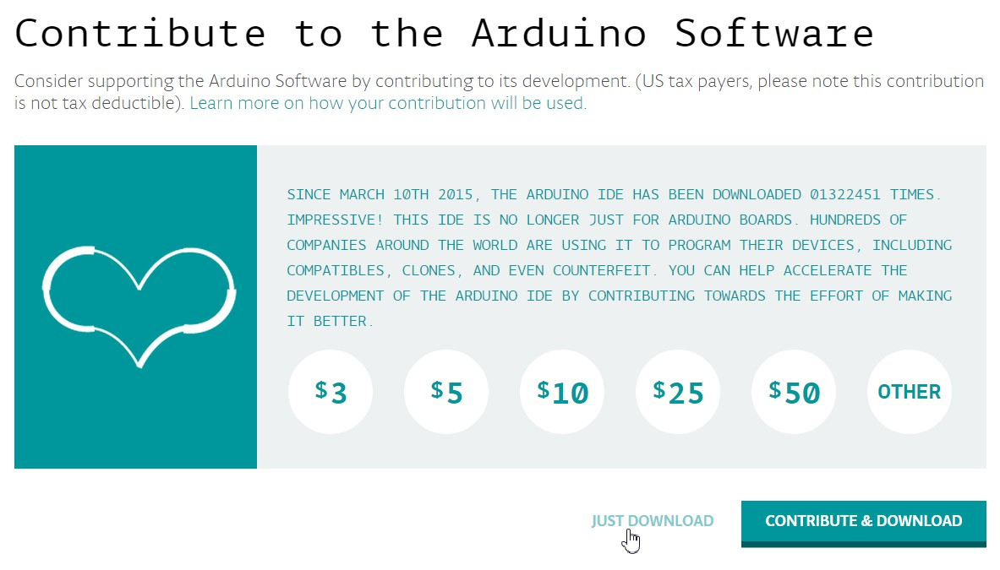 Contribute to the Arduino Software
Consider supporting the Arduino Software by contributing to its development. (US tax payers, please note this contribution
is not tax deductible). Learn more on how your contribution will be used.
SINCE MARCH 10TH 2015, THE ARDUINO IDE HAS BEEN DOWNLOADED 01322451 TIMES.
IMPRESSIVE! THIS IDE IS NO LONGER JUST FOR ARDUINO BOARDS. HUNDREDS OF
COMPANIES AROUND THE WORLD ARE USING IT TO PROGRAM THEIR DEVICES, INCLUDING
COMPATIBLES, CLONES, AND EVEN COUNTERFEIT. YOU CAN HELP ACCELERATE THE
DEVELOPMENT OF THE ARDUINO IDE BY CONTRIBUTING TOWARDS THE EFFORT OF MAKING
IT BETTER.
$3 $5 $10 $25 $50 OTHER
JUST DOWNLOAD CONTRIBUTE & DOWNLOAD